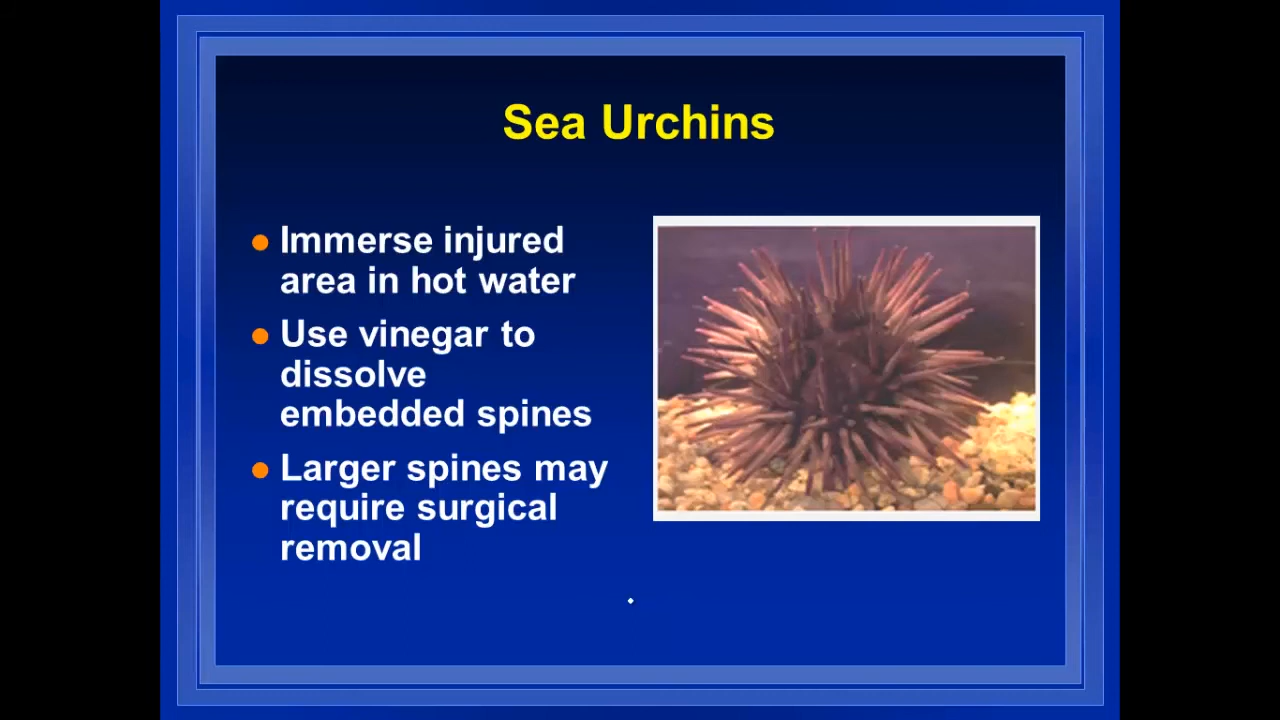 Sea Urchins
Immerse injured
area in hot water
Use vinegar to
dissolve
embedded spines
Larger spines may
require surgical
removal